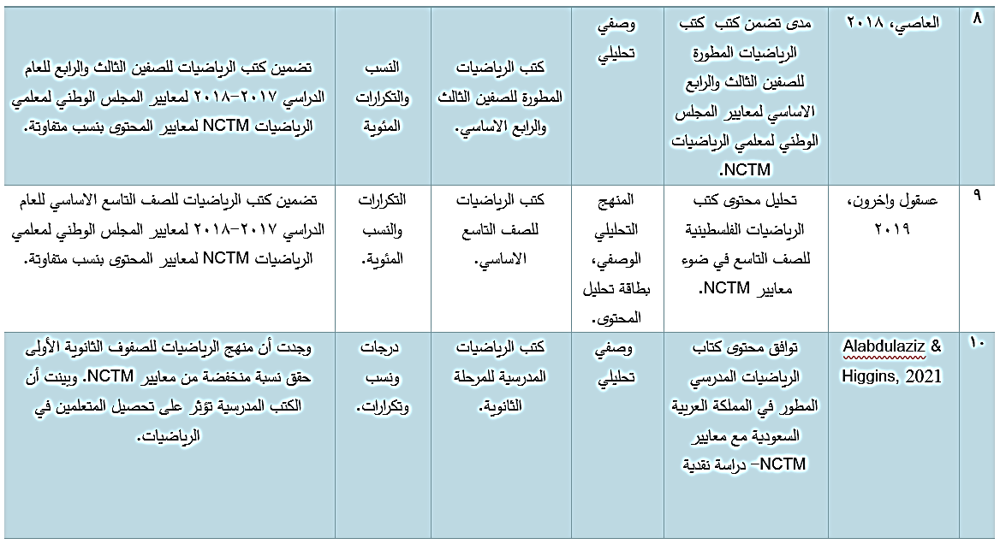 ٨
العاصي، ٢٠١٨
مدى تضمن كتب كتب
الرياضيات المطورة
للصفين الثالث والرابع
الاساسي لمعايير المجلس
الوطني لمعلمي الرياضيات
NCTM.
وصفي
تحليلي
كتب الرياضيات
المطورة للصفين الثالث
والرابع الاساسي.
النسب
والتكرارات
المئوية
تضمين كتب الرياضيات للصفين الثالث والرابع للعام
الدراسي ٢٠١٧-٢٠١٨ لمعايير المجلس الوطني لمعلمي
الرياضيات NCTM لمعايير المحتوى بنسب متفاوتة.
٩
عسقول واخرون،
٢٠١٩
تحليل محتوى كتب
الرياضيات الفلسطينية
للصف التاسع في ضوء
معايير NCTM.
المنهج
التحليلي
الوصفي،
بطاقة تحليل
المحتوى.
كتب الرياضيات
للصف التاسع
الاساسي.
التكرارات
والنسب
المئوية.
تضمين كتب الرياضيات للصف التاسع الاساسي للعام
الدراسي ٢٠١٧-٢٠١٨ لمعايير المجلس الوطني لمعلمي
الرياضيات NCTM لمعايير المحتوى بنسب متفاوتة.
١٠
Alabdulaziz &
Higgins, 2021
توافق محتوى كتاب
الرياضيات المدرسي
المطور في المملكة العربية
السعودية مع معايير
NCTM- دراسة نقدية
وصفي
تحليلي
كتب الرياضيات
المدرسية للمرحلة
الثانوية.
درجات
ونسب
وتكرارات.
وجدت أن منهج الرياضيات للصفوف الثانوية الأولى
حقق نسبة منخفضة من معايير NCTM. وبينت أن
الكتب المدرسية تؤثر على تحصيل المتعلمين في
الرياضيات.